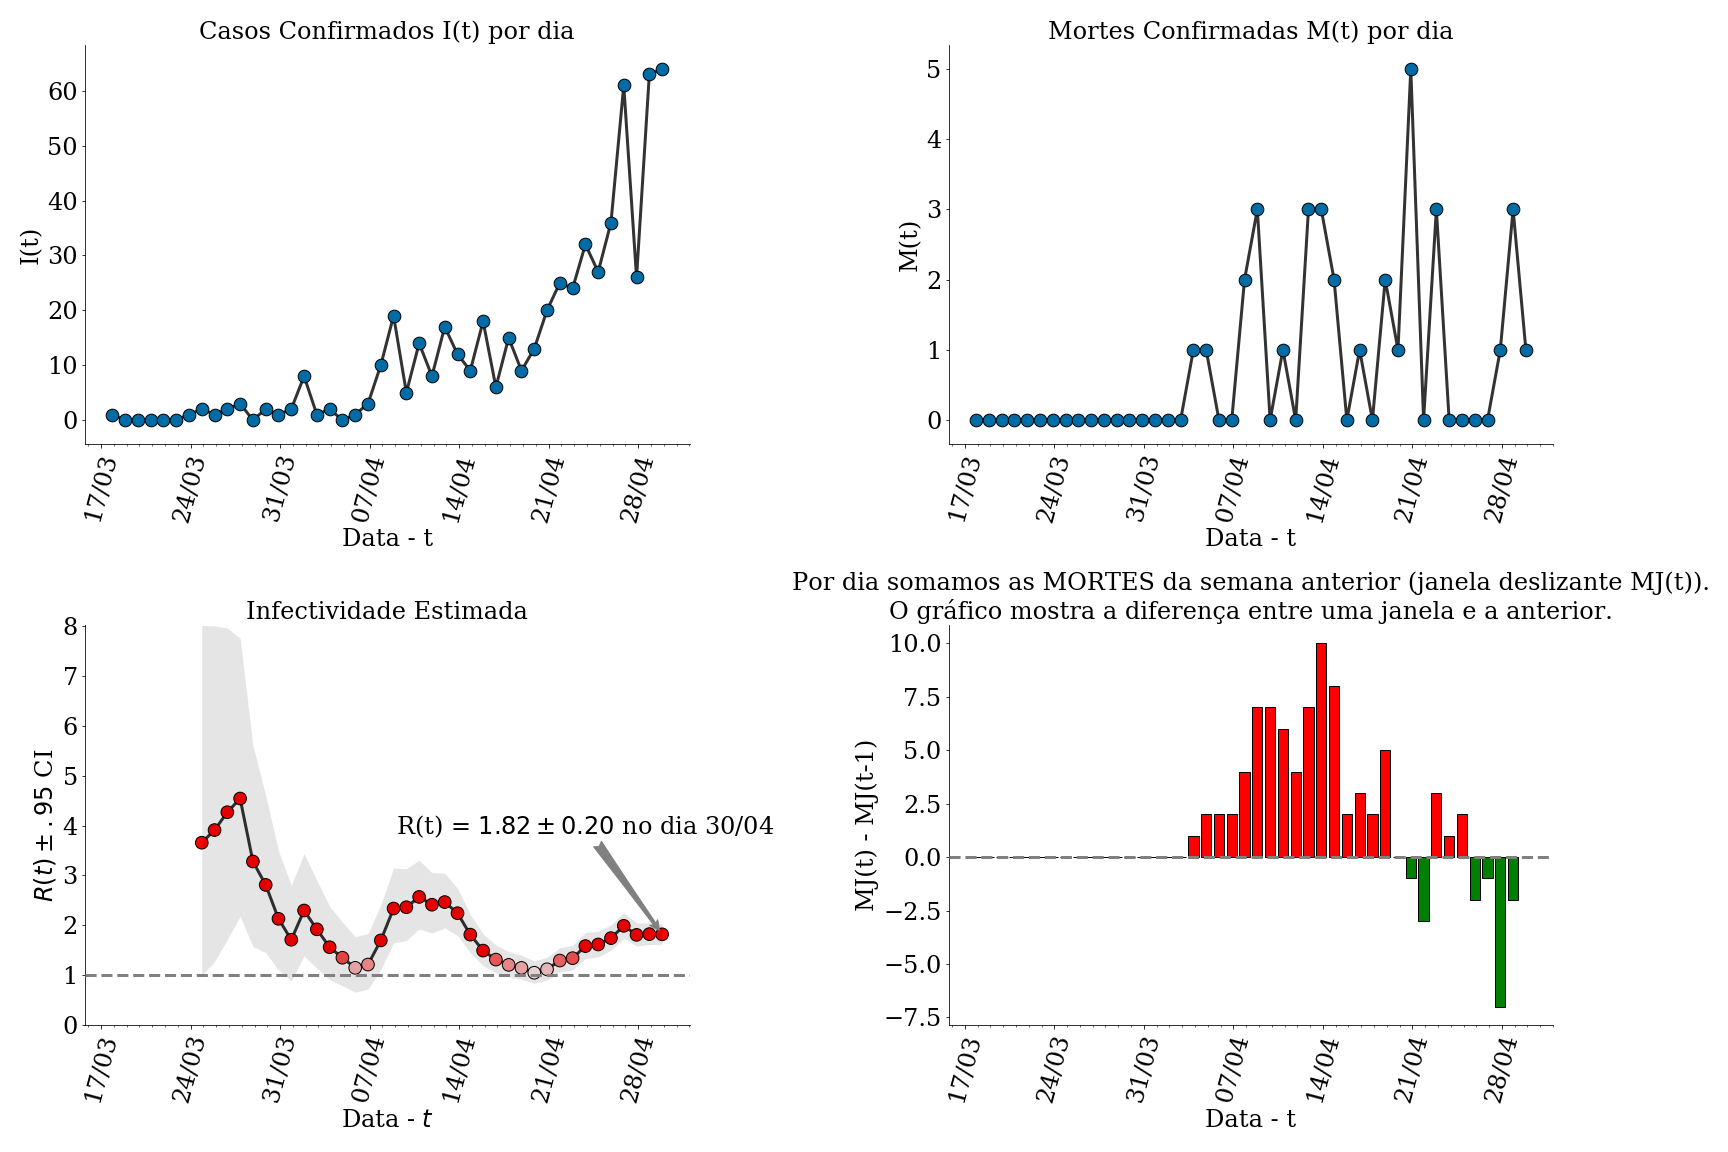 Casos Confirmados I(t) por dia
I(t)
60
50
40
30
20
10
0
17/03 24/03 31/03 07/04 14/04 21/04 28/04
Data - t
Mortes Confirmadas M(t) por dia
M(t)
5
4
3
2
1
0
17/03 24/03 31/03 07/04 14/04 21/04 28/04
Data - t
Infectividade Estimada
R(t) ± .95 CI
8
7
6
5
4
3
2
1
0
R(t) = 1.82 ± 0.20 no dia 30/04
17/03 24/03 31/03 07/04 14/04 21/04 28/04
Data - t
Por dia somamos as MORTES da semana anterior (janela deslizante MJ(t)).
O gráfico mostra a diferença entre uma janela e a anterior.
MJ(t) - MJ(t-1)
10.0
7.5
5.0
2.5
0.0
−2.5
−5.0
−7.5
17/03 24/03 31/03 07/04 14/04 21/04 28/04
Data - t